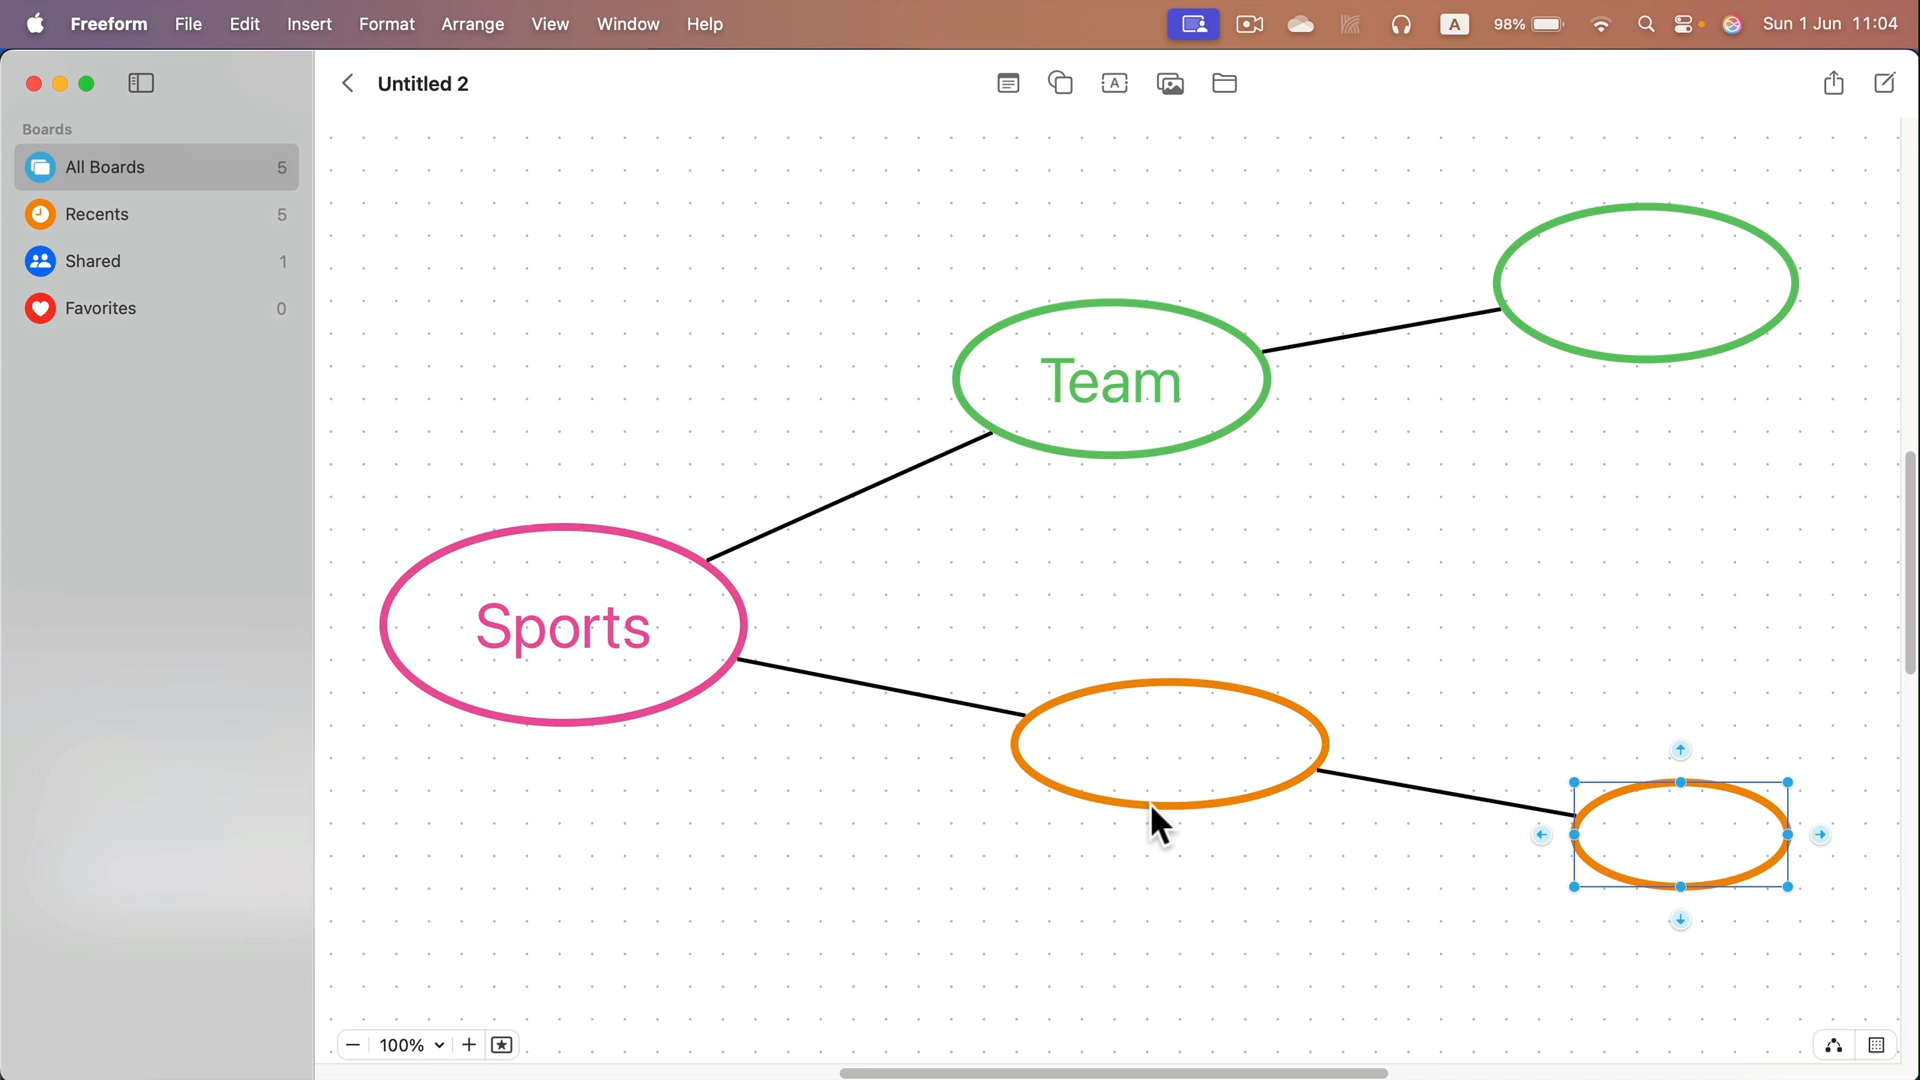 Freeform File Edit Insert Format Arrange View Window Help A 98% Sun 1 Jun 11:04
Untitled 2
A
Boards
All Boards 5
Recents 5
Shared 1
Favorites 0
Team
Sports
100%